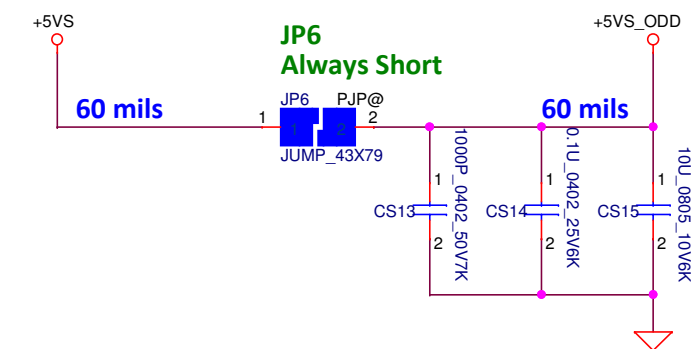 +5VS
+5VS_ODD
JP6
Always Short
60 mils
JP6 PJP@
60 mils
1 1 2 2
JUMP_43X79
1000P_0402_50V7K
0.1U_0402_25V6K
10U_0805_10V6K
1 1 1
CS13 CS14 CS15
2 2 2